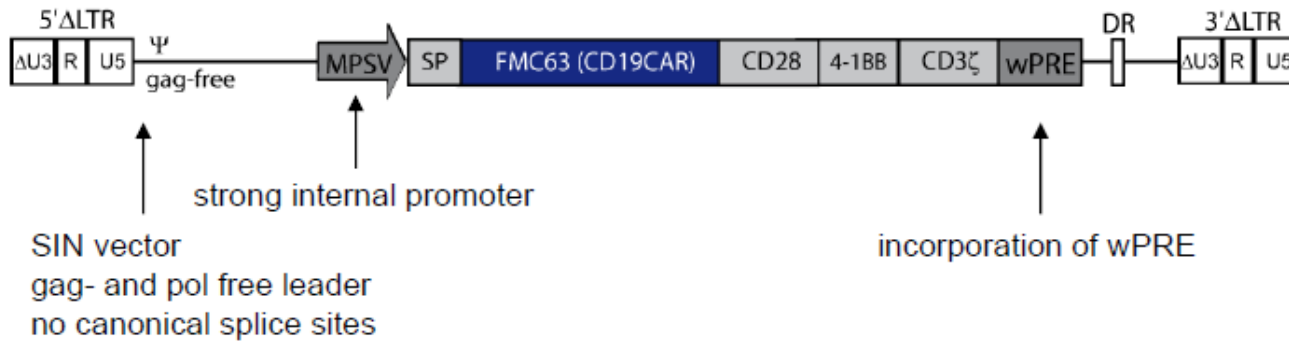 5'ΔLTR
ΔU3 R U5
Ψ
gag-free
MPSV
SP
FMC63 (CD19CAR)
CD28
4-1BB
CD3ζ
wPRE
DR
3'ΔLTR
ΔU3 R U5
strong internal promoter
SIN vector
gag- and pol free leader
no canonical splice sites
incorporation of wPRE